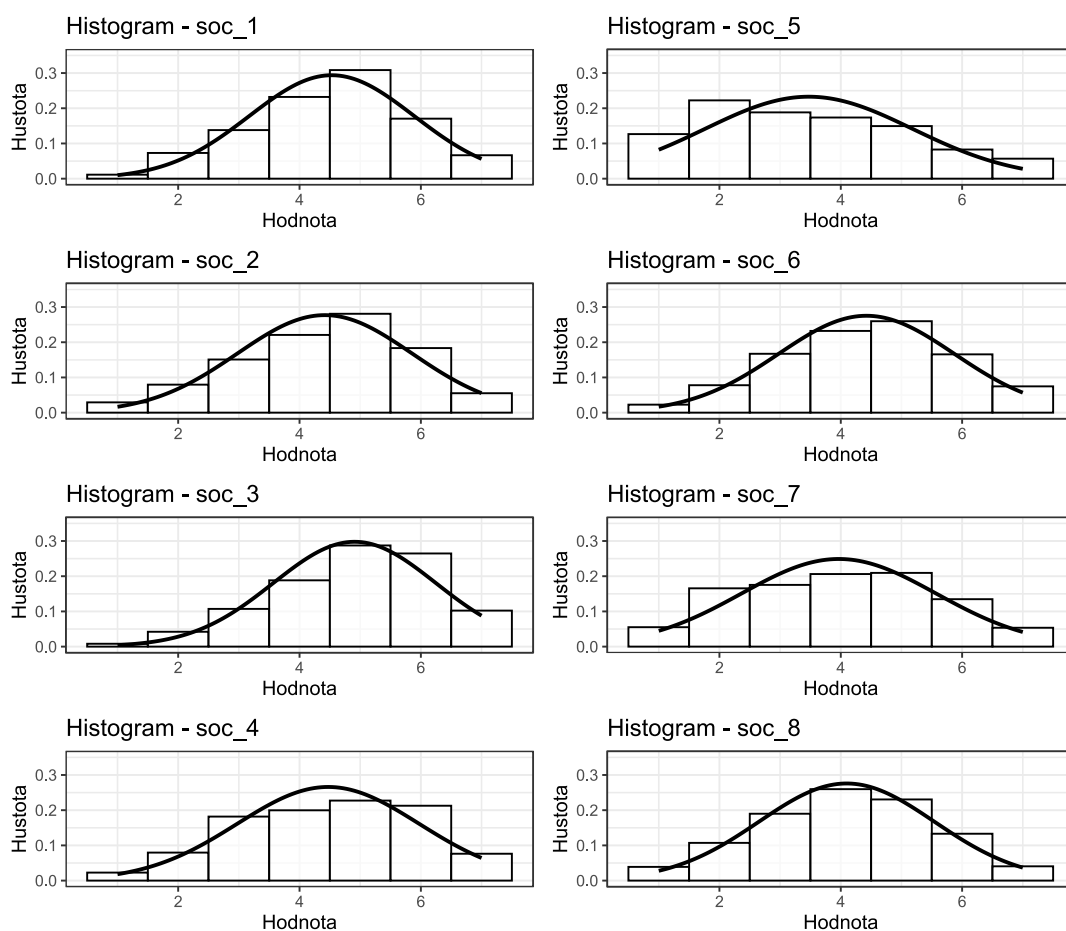 Histogram - soc_1
Hustota
0.3
0.2
0.1
0.0
2 4 6
Hodnota
Histogram - soc_5
Hustota
0.3
0.2
0.1
0.0
2 4 6
Hodnota
Histogram - soc_2
Hustota
0.3
0.2
0.1
0.0
2 4 6
Hodnota
Histogram - soc_6
Hustota
0.3
0.2
0.1
0.0
2 4 6
Hodnota
Histogram - soc_3
Hustota
0.3
0.2
0.1
0.0
2 4 6
Hodnota
Histogram - soc_7
Hustota
0.3
0.2
0.1
0.0
2 4 6
Hodnota
Histogram - soc_4
Hustota
0.3
0.2
0.1
0.0
2 4 6
Hodnota
Histogram - soc_8
Hustota
0.3
0.2
0.1
0.0
2 4 6
Hodnota